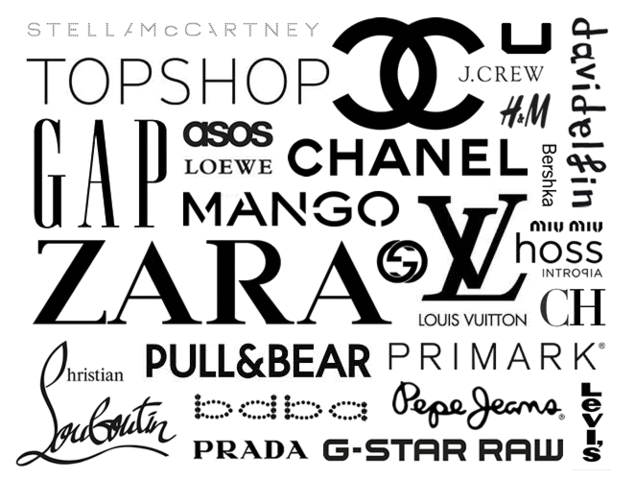 STELLAMcCARTNEY
TOPSHOP
J.CREW
davidelfin
H&M
GAP
asos
LOEWE
CHANEL
Bershka
MANGO
miu miu
ZARA
LV
hoss
INTROPIA
LOUIS VUITTON
CH
Christian
Louboutin
PULL&BEAR
PRIMARK®
bdba
Pepe Jeans®
Levi's
PRADA
G-STAR RAW